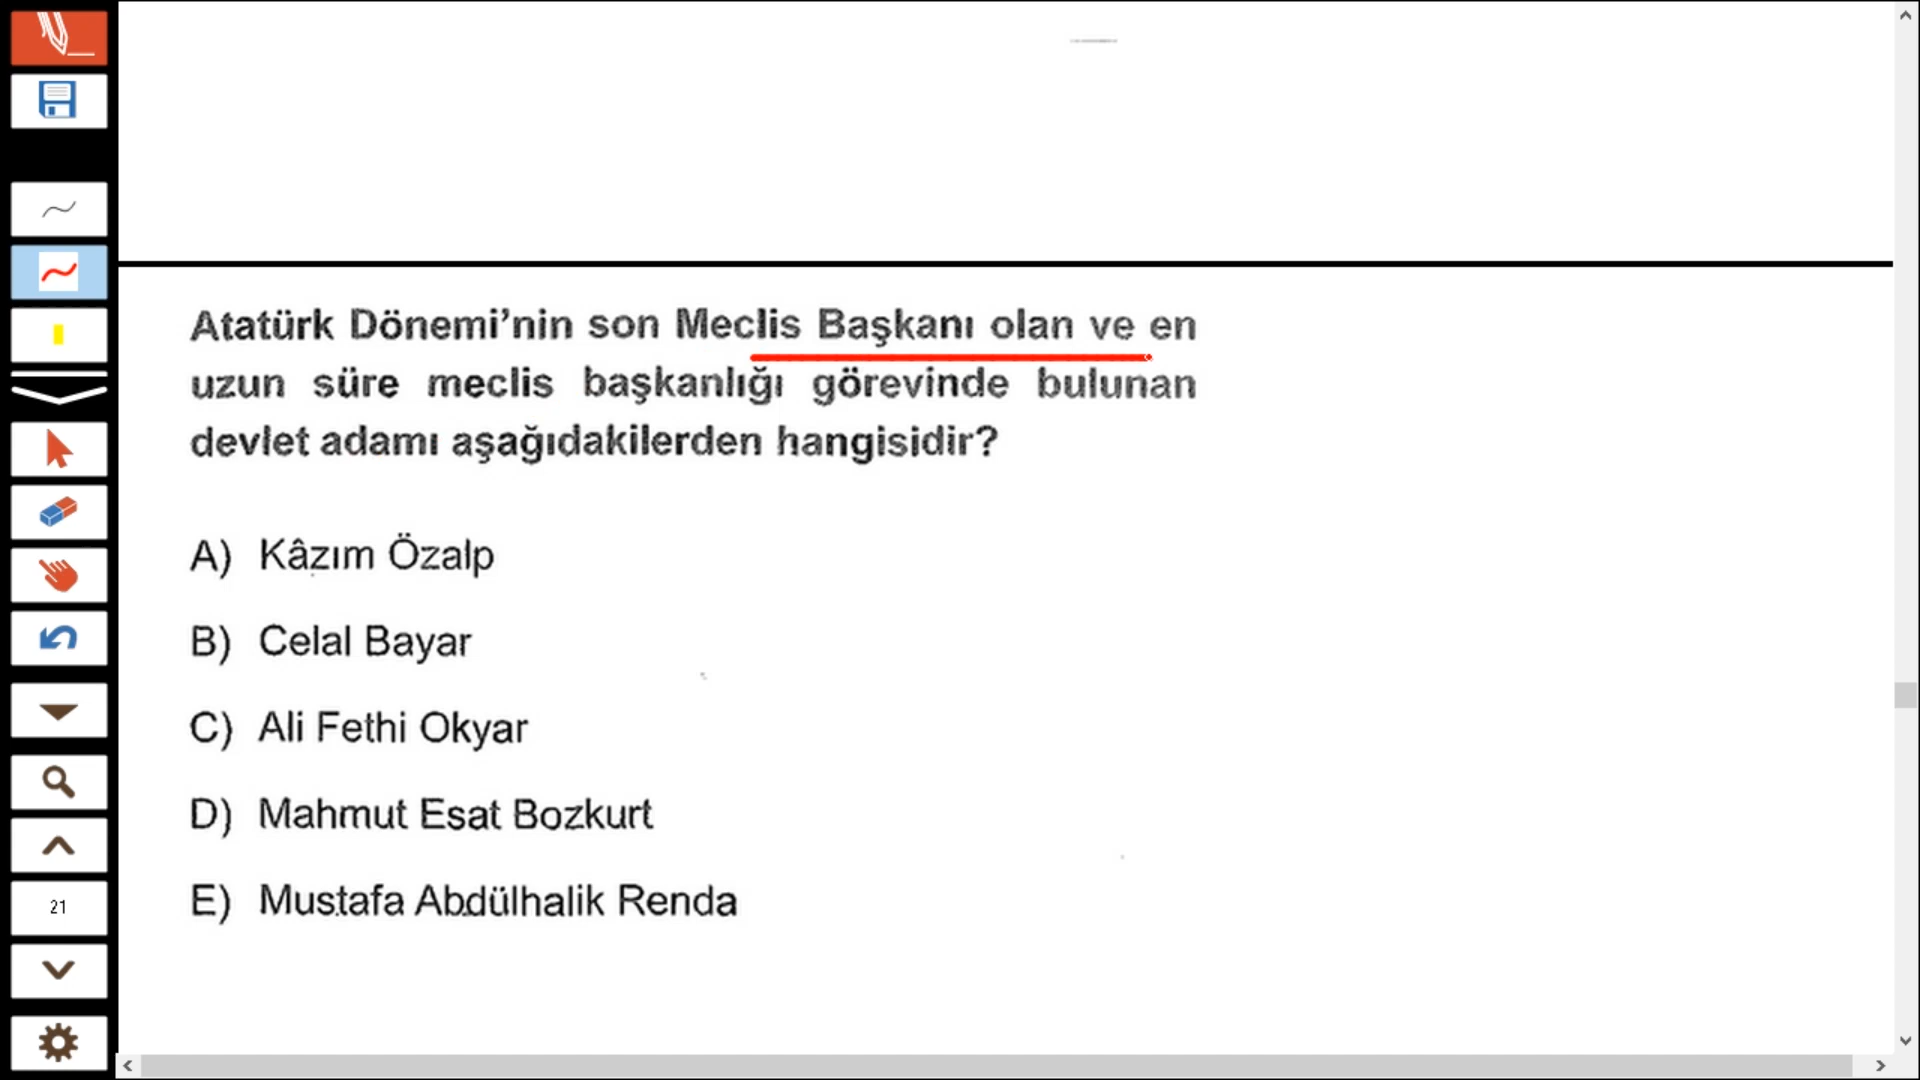 Atatürk Dönemi'nin son Meclis Başkanı olan ve en
uzun süre meclis başkanlığı görevinde bulunan
devlet adamı aşağıdakilerden hangisidir?
A) Kâzım Özalp
B) Celal Bayar
C) Ali Fethi Okyar
D) Mahmut Esat Bozkurt
E) Mustafa Abdülhalik Renda
21